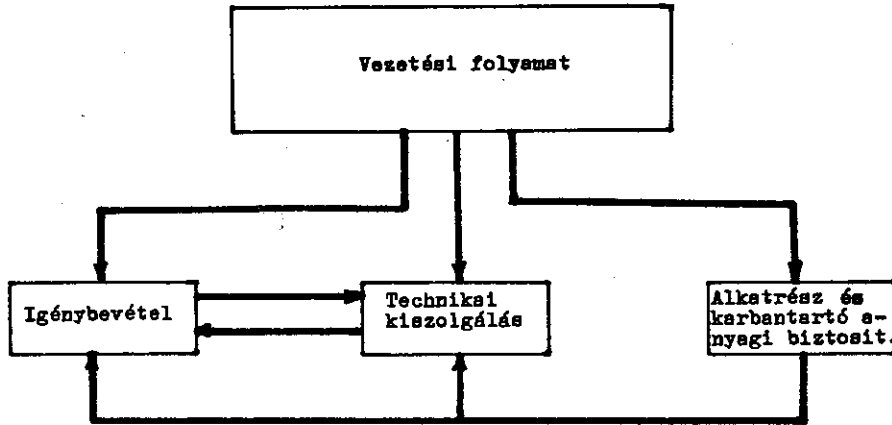 Vezetési folyamat
Igénybevétel
Technikai
kiszolgálás
Alkatrész és
karbantartó a-
nyagi biztosit.